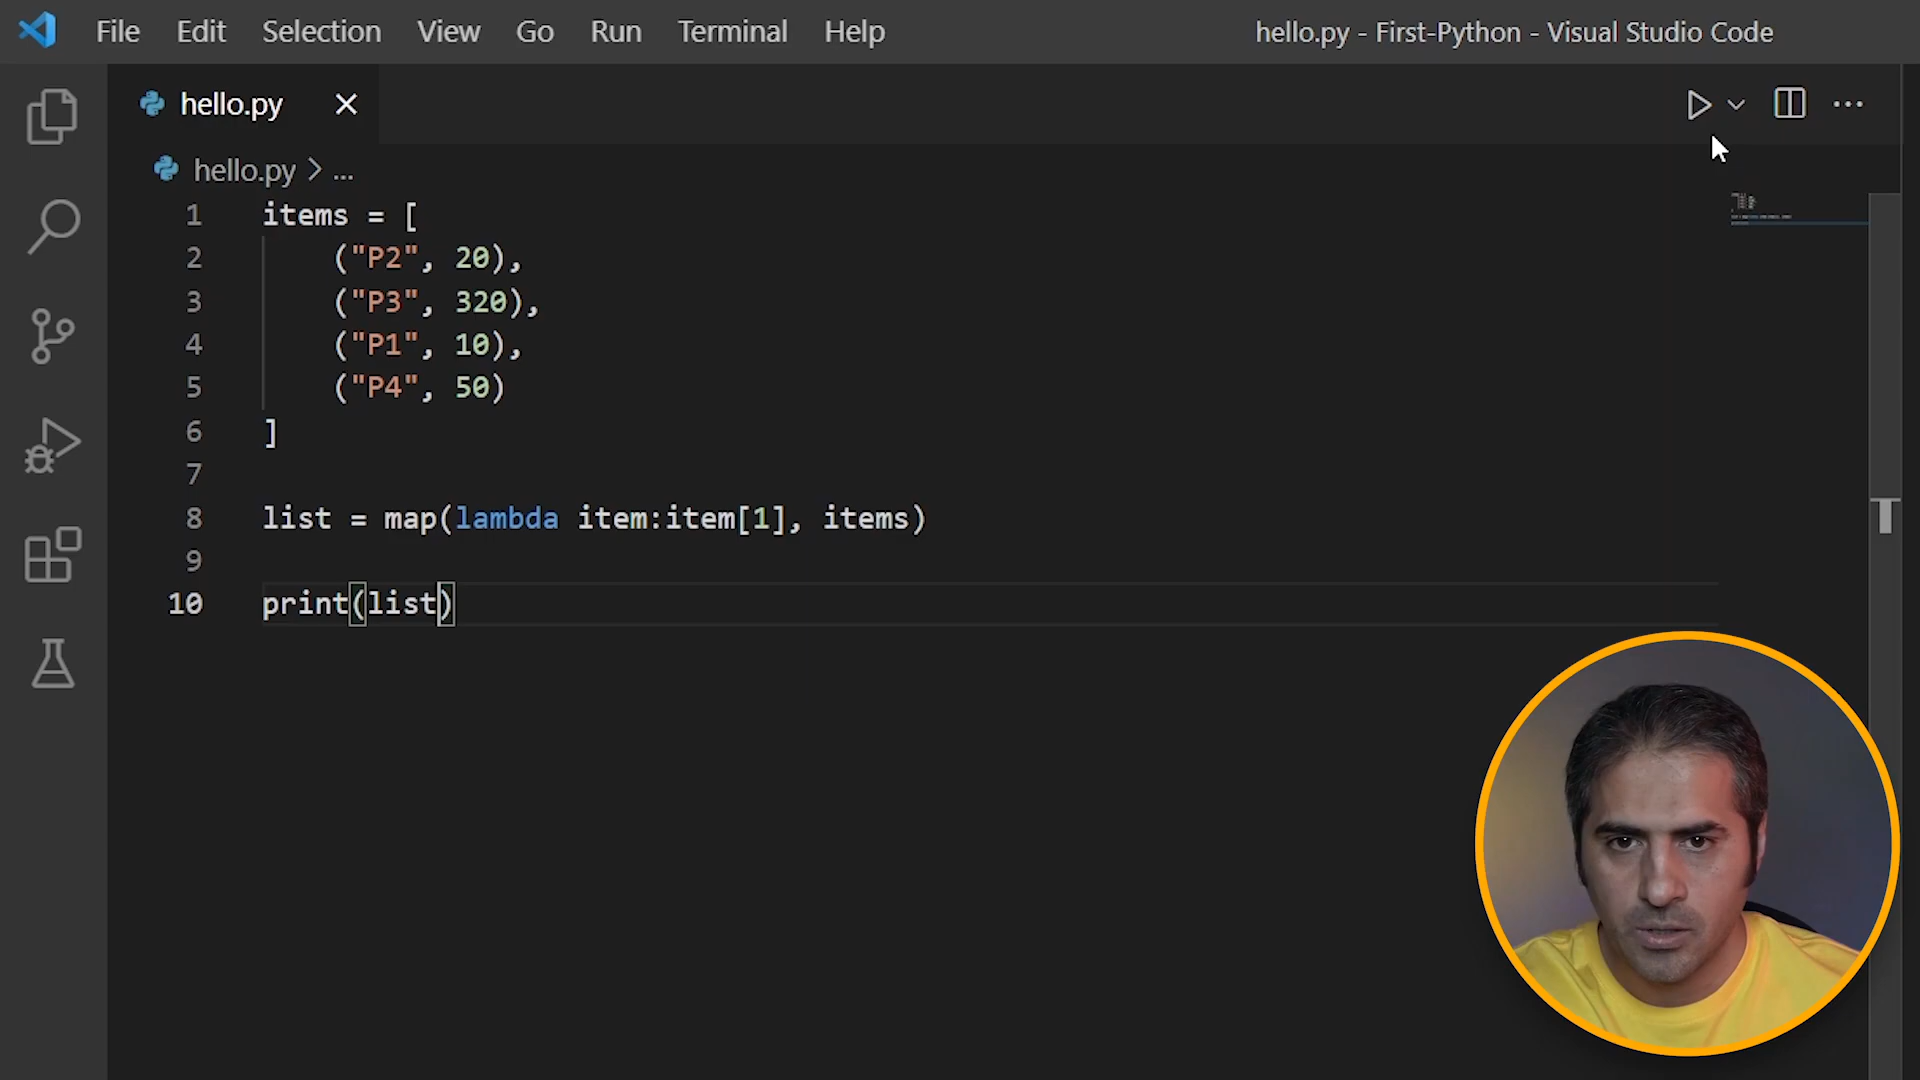 File Edit Selection View Go Run Terminal Help hello.py - First-Python - Visual Studio Code
hello.py
hello.py > ...
1 items = [
2 ("P2", 20),
3 ("P3", 320),
4 ("P1", 10),
5 ("P4", 50)
6 ]
7
8 list = map(lambda item:item[1], items)
9
10 print(list)